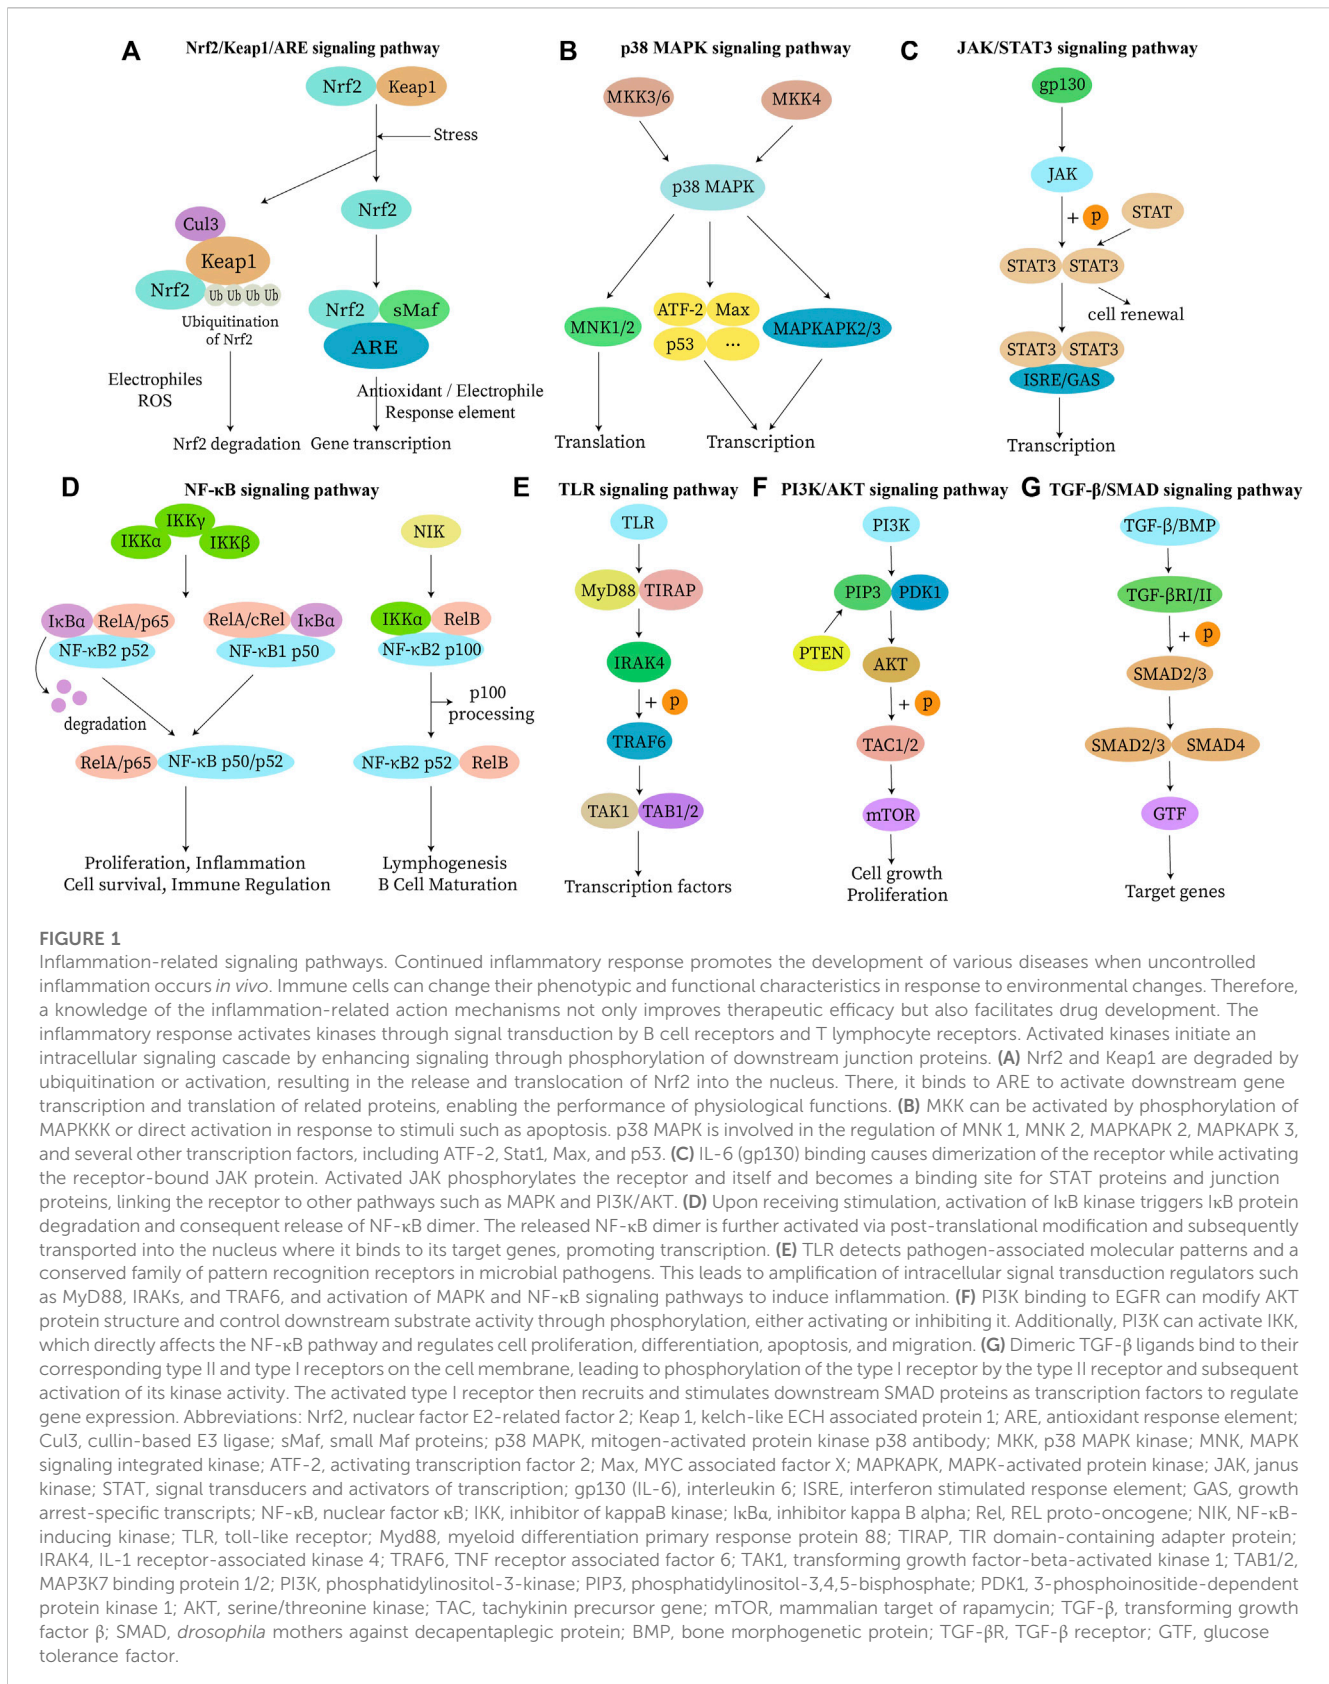 A
Nrf2/Keap1/ARE signaling pathway
Nrf2
Keap1
Stress
Nrf2
Cul3
Keap1
Nrf2
Ub Ub Ub Ub
Ubiquitination
of Nrf2
Nrf2
sMaf
ARE
Electrophiles
ROS
Antioxidant / Electrophile
Response element
Nrf2 degradation
Gene transcription
B
p38 MAPK signaling pathway
MKK3/6
MKK4
p38 MAPK
MNK1/2
ATF-2
Max
p53
...
MAPKAPK2/3
Translation
Transcription
C
JAK/STAT3 signaling pathway
gp130
JAK
+ p
STAT
STAT3
STAT3
cell renewal
STAT3
STAT3
ISRE/GAS
Transcription
D
NF-κB signaling pathway
IKKγ
IKKα
IKKβ
IκBα
RelA/p65
NF-κB2 p52
RelA/cRel
IκBα
NF-κB1 p50
degradation
RelA/p65
NF-κB p50/p52
Proliferation, Inflammation
Cell survival, Immune Regulation
NIK
IKKα
RelB
NF-κB2 p100
p100
processing
NF-κB2 p52
RelB
Lymphogenesis
B Cell Maturation
E
TLR signaling pathway
TLR
MyD88
TIRAP
IRAK4
+ p
TRAF6
TAK1
TAB1/2
Transcription factors
F
PI3K/AKT signaling pathway
PI3K
PIP3
PDK1
PTEN
AKT
+ p
TAC1/2
mTOR
Cell growth
Proliferation
G
TGF-β/SMAD signaling pathway
TGF-β/BMP
TGF-βRI/II
+ p
SMAD2/3
SMAD2/3
SMAD4
GTF
Target genes
FIGURE 1
Inflammation-related signaling pathways. Continued inflammatory response promotes the development of various diseases when uncontrolled
inflammation occurs in vivo. Immune cells can change their phenotypic and functional characteristics in response to environmental changes. Therefore,
a knowledge of the inflammation-related action mechanisms not only improves therapeutic efficacy but also facilitates drug development. The
inflammatory response activates kinases through signal transduction by B cell receptors and T lymphocyte receptors. Activated kinases initiate an
intracellular signaling cascade by enhancing signaling through phosphorylation of downstream junction proteins. (A) Nrf2 and Keap1 are degraded by
ubiquitination or activation, resulting in the release and translocation of Nrf2 into the nucleus. There, it binds to ARE to activate downstream gene
transcription and translation of related proteins, enabling the performance of physiological functions. (B) MKK can be activated by phosphorylation of
MAPKKK or direct activation in response to stimuli such as apoptosis. p38 MAPK is involved in the regulation of MNK 1, MNK 2, MAPKAPK 2, MAPKAPK 3,
and several other transcription factors, including ATF-2, Stat1, Max, and p53. (C) IL-6 (gp130) binding causes dimerization of the receptor while activating
the receptor-bound JAK protein. Activated JAK phosphorylates the receptor and itself and becomes a binding site for STAT proteins and junction
proteins, linking the receptor to other pathways such as MAPK and PI3K/AKT. (D) Upon receiving stimulation, activation of IκB kinase triggers IκB protein
degradation and consequent release of NF-κB dimer. The released NF-κB dimer is further activated via post-translational modification and subsequently
transported into the nucleus where it binds to its target genes, promoting transcription. (E) TLR detects pathogen-associated molecular patterns and a
conserved family of pattern recognition receptors in microbial pathogens. This leads to amplification of intracellular signal transduction regulators such
as MyD88, IRAKs, and TRAF6, and activation of MAPK and NF-κB signaling pathways to induce inflammation. (F) PI3K binding to EGFR can modify AKT
protein structure and control downstream substrate activity through phosphorylation, either activating or inhibiting it. Additionally, PI3K can activate IKK,
which directly affects the NF-κB pathway and regulates cell proliferation, differentiation, apoptosis, and migration. (G) Dimeric TGF-β ligands bind to their
corresponding type II and type I receptors on the cell membrane, leading to phosphorylation of the type I receptor by the type II receptor and subsequent
activation of its kinase activity. The activated type I receptor then recruits and stimulates downstream SMAD proteins as transcription factors to regulate
gene expression. Abbreviations: Nrf2, nuclear factor E2-related factor 2; Keap 1, kelch-like ECH associated protein 1; ARE, antioxidant response element;
Cul3, cullin-based E3 ligase; sMaf, small Maf proteins; p38 MAPK, mitogen-activated protein kinase p38 antibody; MKK, p38 MAPK kinase; MNK, MAPK
signaling integrated kinase; ATF-2, activating transcription factor 2; Max, MYC associated factor X; MAPKAPK, MAPK-activated protein kinase; JAK, janus
kinase; STAT, signal transducers and activators of transcription; gp130 (IL-6), interleukin 6; ISRE, interferon stimulated response element; GAS, growth
arrest-specific transcripts; NF-κB, nuclear factor κB; IKK, inhibitor of kappaB kinase; IκBα, inhibitor kappa B alpha; Rel, REL proto-oncogene; NIK, NF-κB-
inducing kinase; TLR, toll-like receptor; Myd88, myeloid differentiation primary response protein 88; TIRAP, TIR domain-containing adapter protein;
IRAK4, IL-1 receptor-associated kinase 4; TRAF6, TNF receptor associated factor 6; TAK1, transforming growth factor-beta-activated kinase 1; TAB1/2,
MAP3K7 binding protein 1/2; PI3K, phosphatidylinositol-3-kinase; PIP3, phosphatidylinositol-3,4,5-bisphosphate; PDK1, 3-phosphoinositide-dependent
protein kinase 1; AKT, serine/threonine kinase; TAC, tachykinin precursor gene; mTOR, mammalian target of rapamycin; TGF-β, transforming growth
factor β; SMAD, drosophila mothers against decapentaplegic protein; BMP, bone morphogenetic protein; TGF-βR, TGF-β receptor; GTF, glucose
tolerance factor.